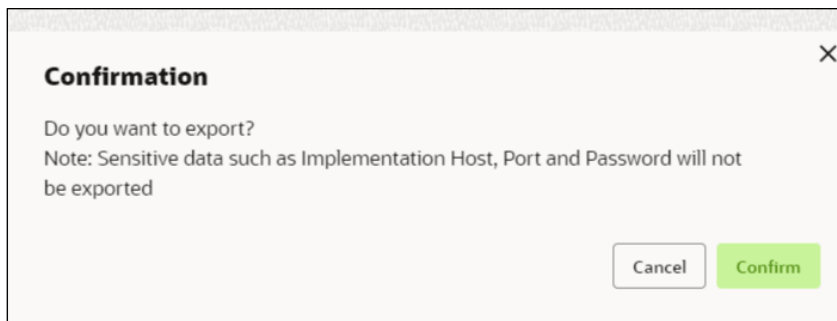 Confirmation
Do you want to export?
Note: Sensitive data such as Implementation Host, Port and Password will not
be exported
Cancel Confirm